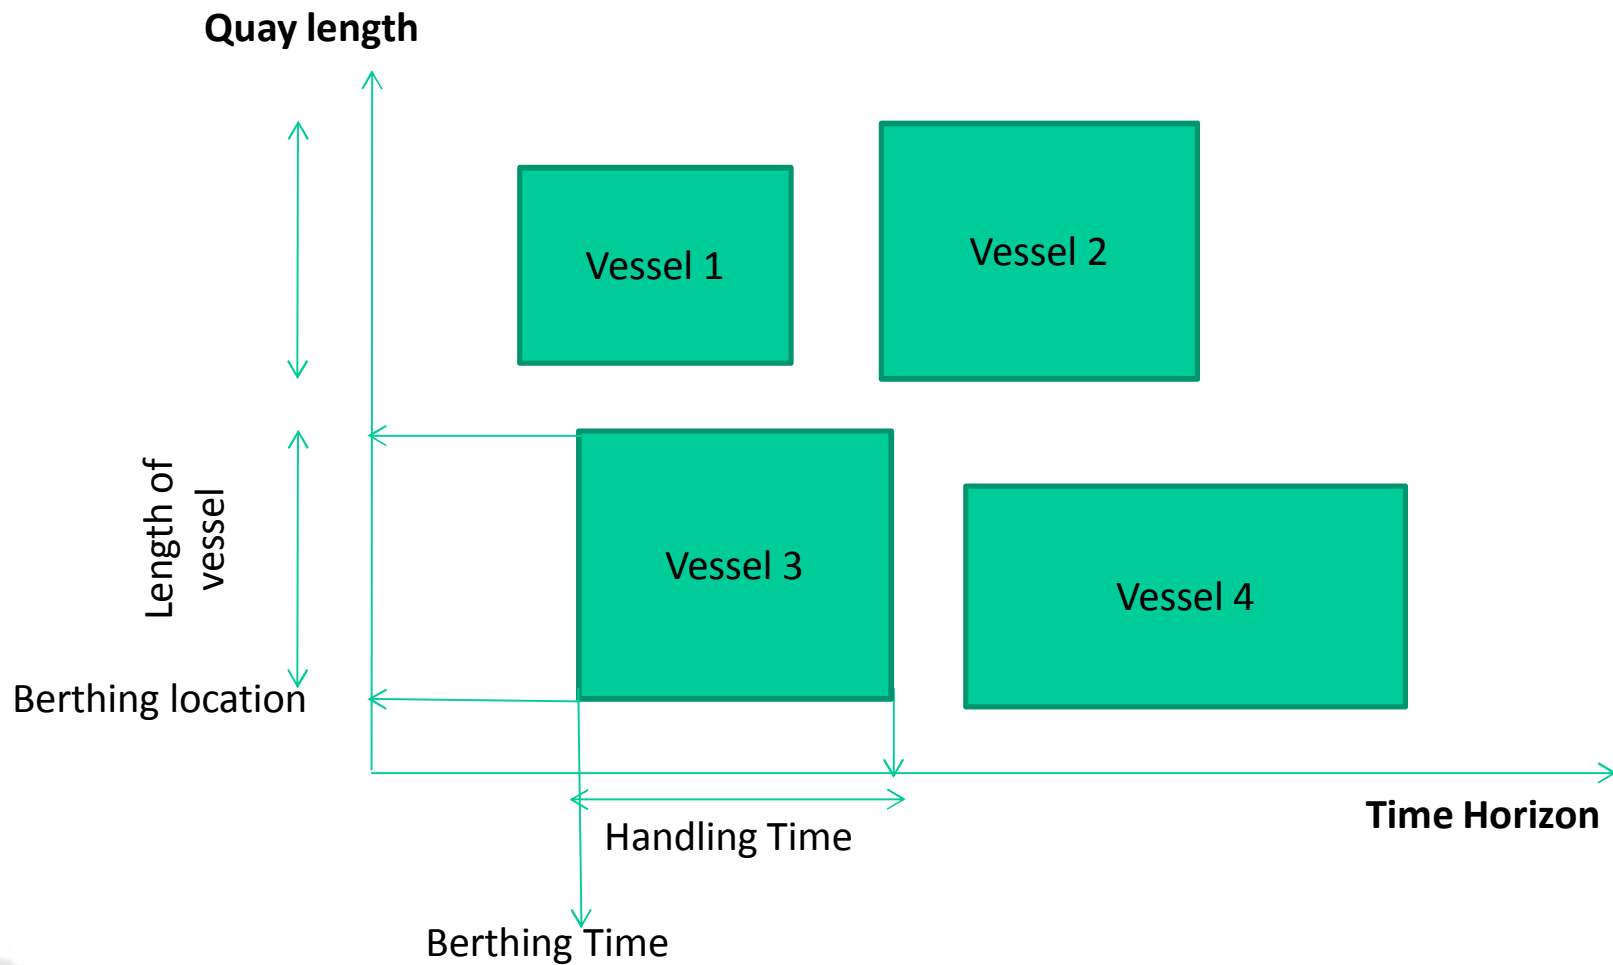 Quay length
Vessel 1
Vessel 2
Length of
vessel
Vessel 3
Vessel 4
Berthing location
Handling Time
Time Horizon
Berthing Time